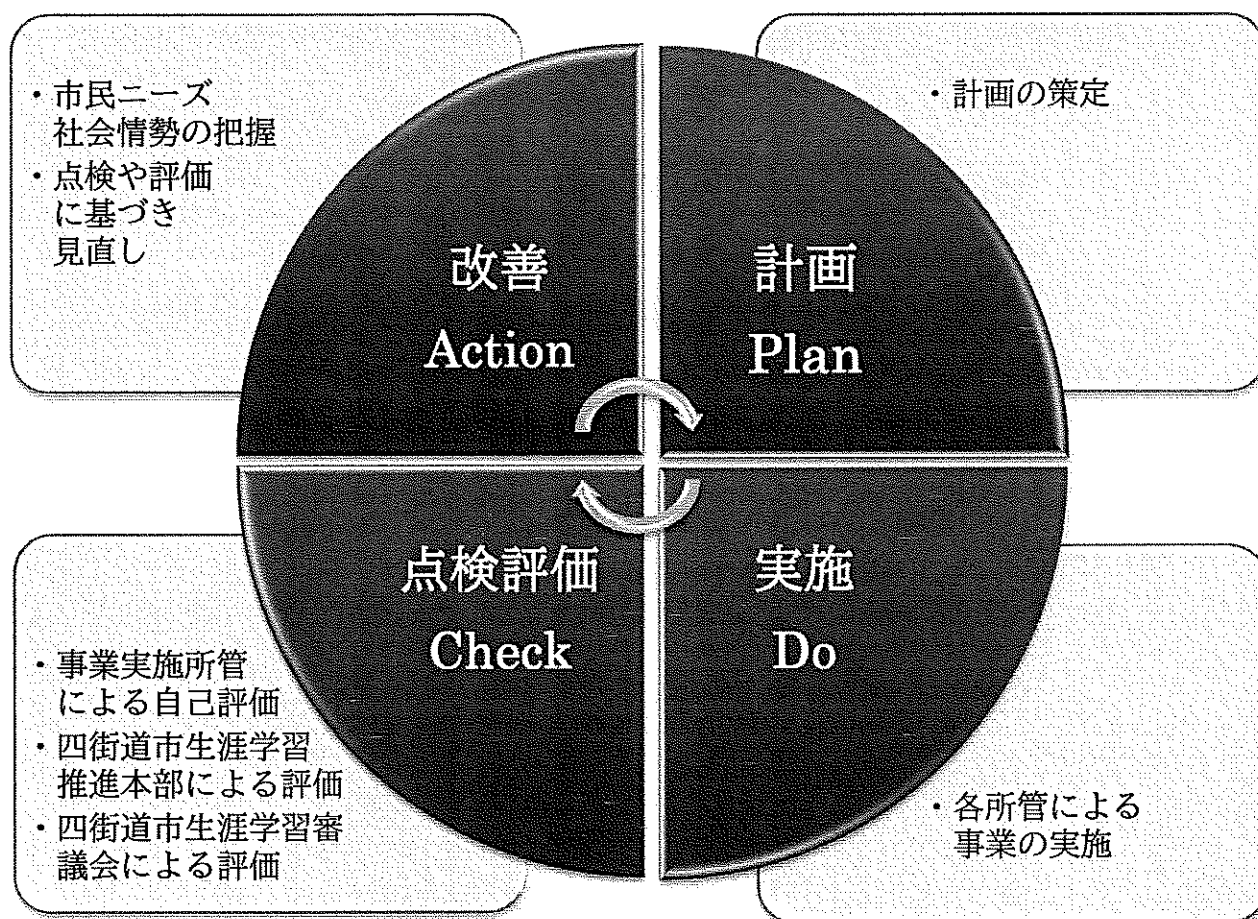 ・市民ニーズ
社会情勢の把握
・点検や評価
に基づき
見直し
改善
Action
・計画の策定
計画
Plan
点検評価
Check
・事業実施所管
による自己評価
・四街道市生涯学習
推進本部による評価
・四街道市生涯学習審
議会による評価
実施
Do
・各所管による
事業の実施